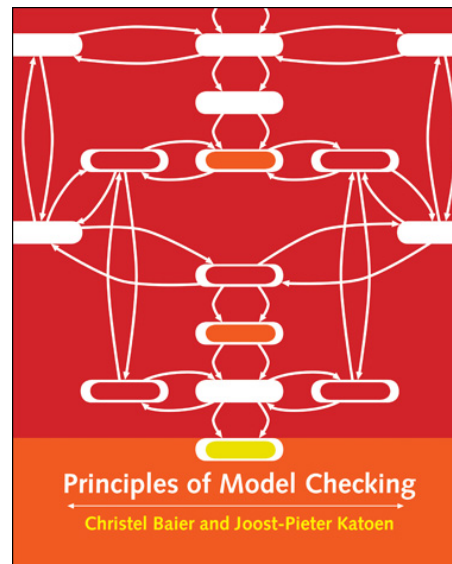 Principles of Model Checking
Christel Baier and Joost-Pieter Katoen